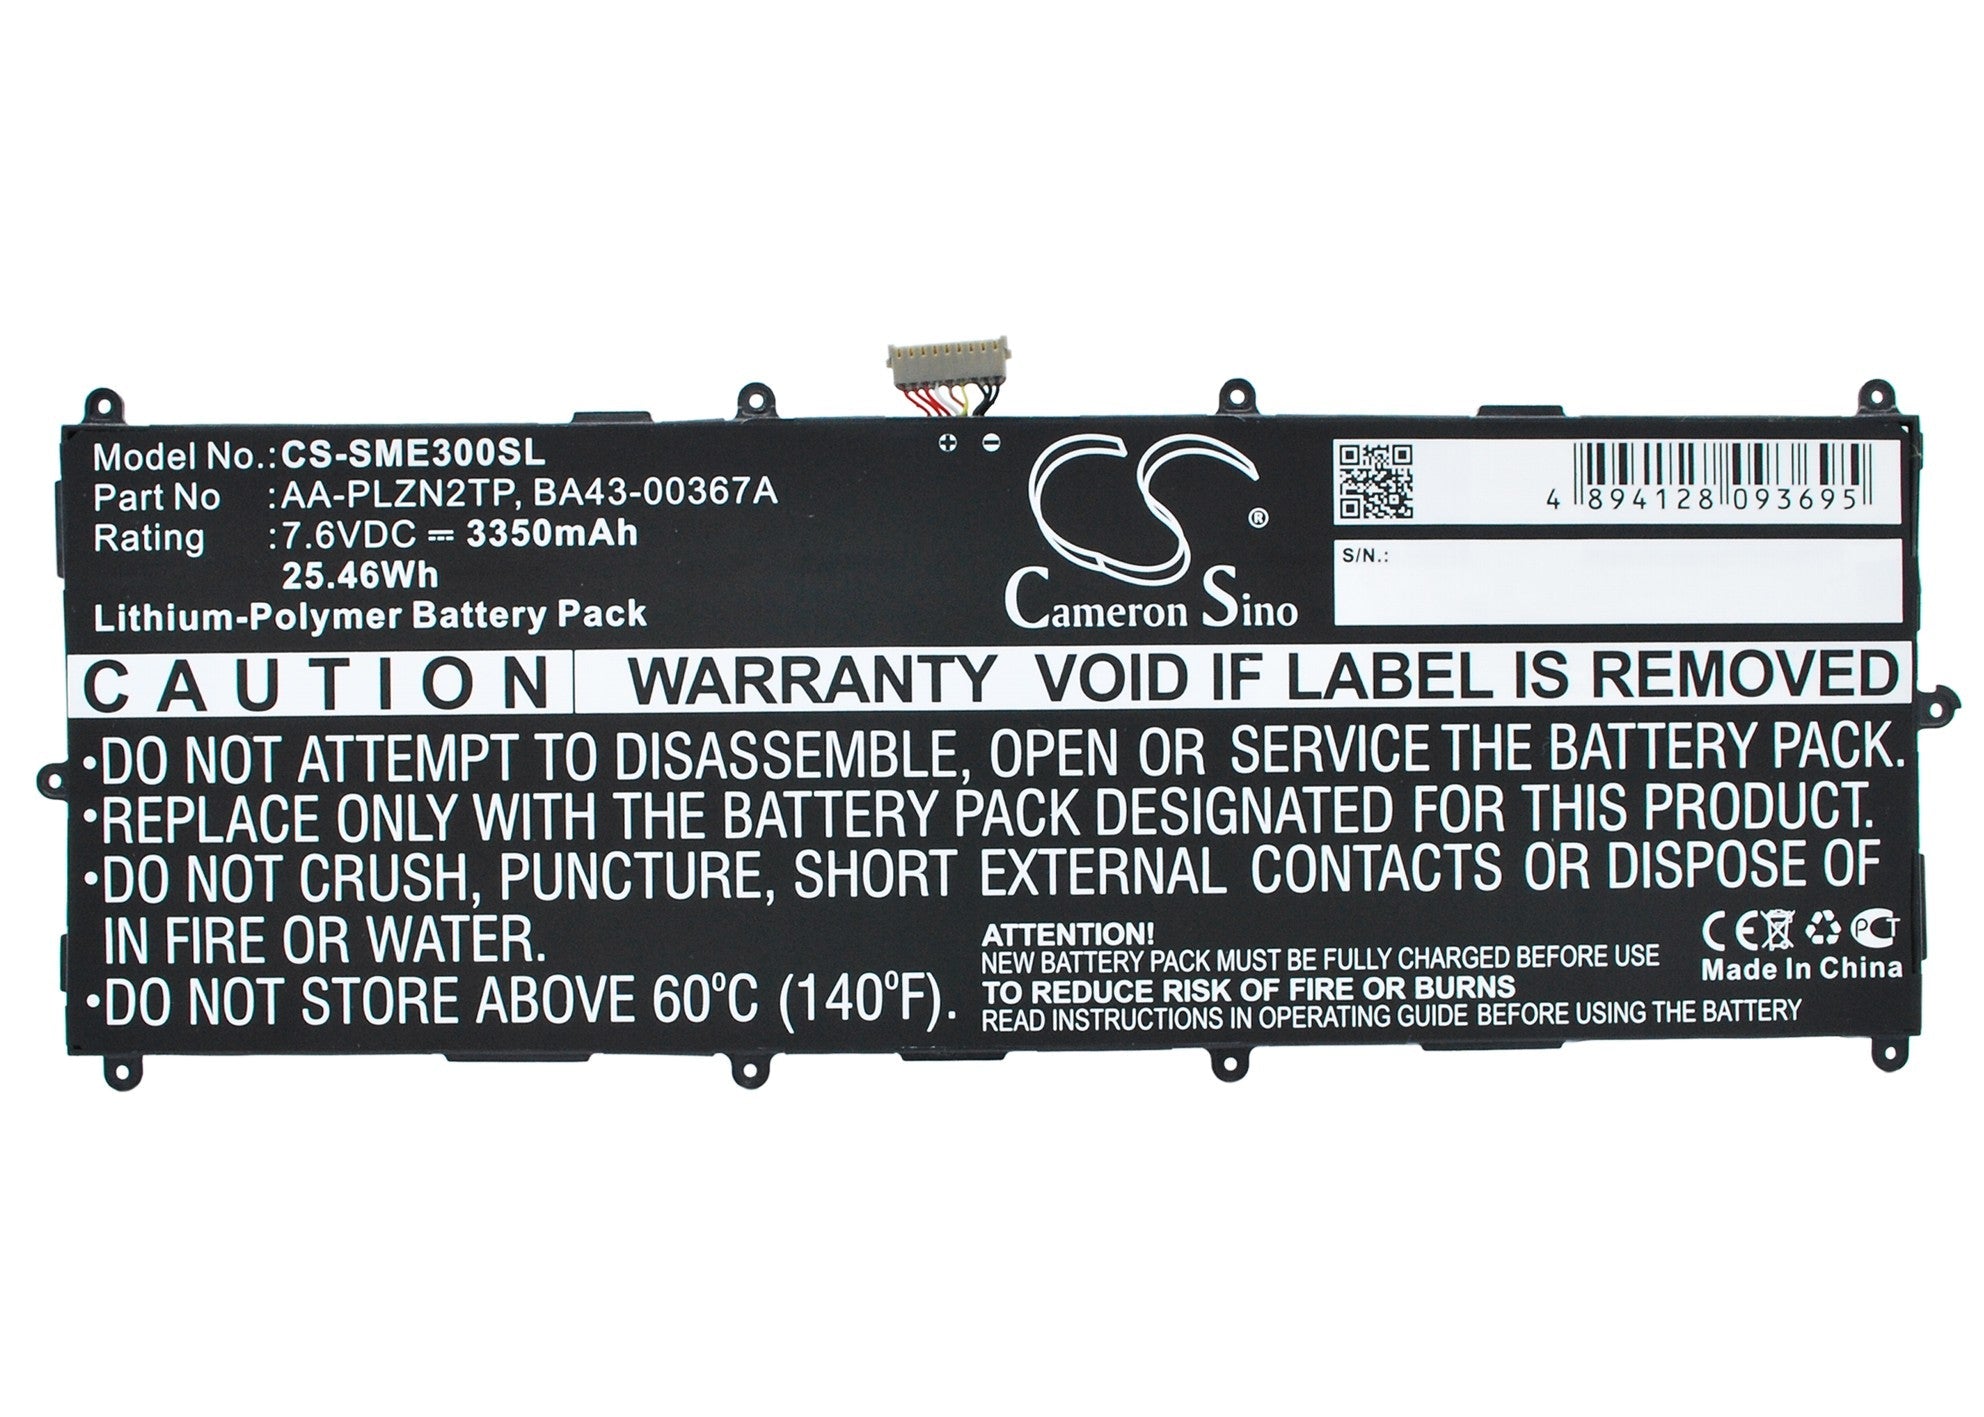 Model No.:CS-SME300SL
Part No :AA-PLZN2TP, BA43-00367A
Rating :7.6VDC ⎓ 3350mAh
25.46Wh
Lithium-Polymer Battery Pack
+ −
CS®
Cameron Sino
4 894128 093695
S/N.:
CAUTION WARRANTY VOID IF LABEL IS REMOVED
•DO NOT ATTEMPT TO DISASSEMBLE, OPEN OR SERVICE THE BATTERY PACK.
•REPLACE ONLY WITH THE BATTERY PACK DESIGNATED FOR THIS PRODUCT.
•DO NOT CRUSH, PUNCTURE, SHORT EXTERNAL CONTACTS OR DISPOSE OF
IN FIRE OR WATER.
•DO NOT STORE ABOVE 60°C (140°F).
ATTENTION!
NEW BATTERY PACK MUST BE FULLY CHARGED BEFORE USE
TO REDUCE RISK OF FIRE OR BURNS
READ INSTRUCTIONS IN OPERATING GUIDE BEFORE USING THE BATTERY
CE PCT
Made In China